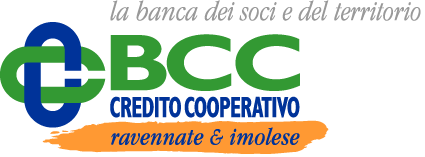 la banca dei soci e del territorio
BCC
CREDITO COOPERATIVO
ravennate & imolese